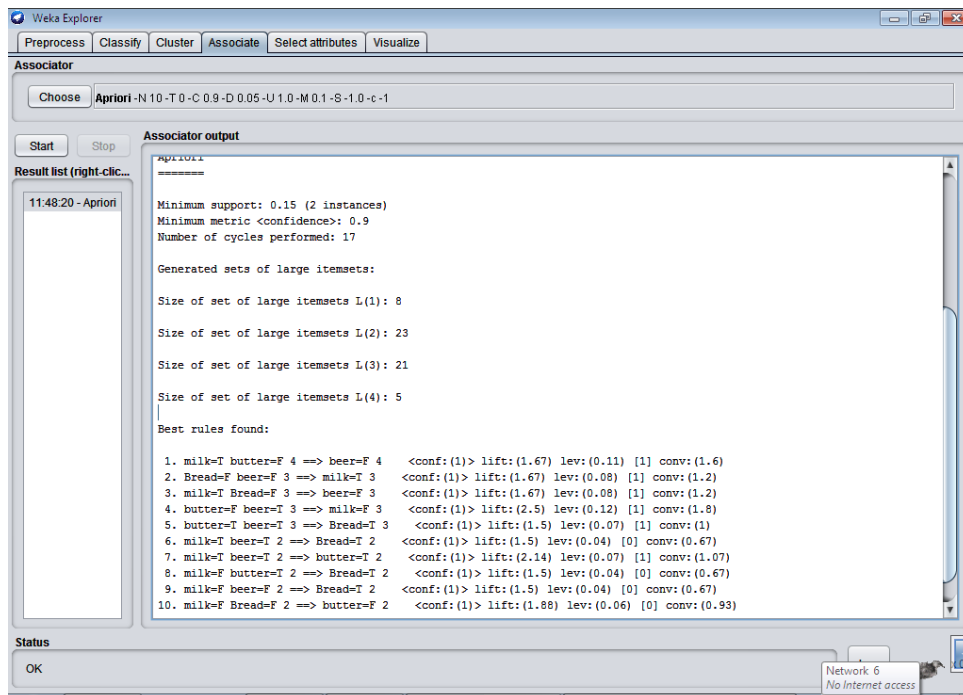 Weka Explorer
Preprocess Classify Cluster Associate Select attributes Visualize
Associator
Choose Apriori -N 10 -T 0 -C 0.9 -D 0.05 -U 1.0 -M 0.1 -S -1.0 -c -1
Start Stop
Result list (right-clic...
11:48:20 - Apriori
Associator output
Apriori
=======
Minimum support: 0.15 (2 instances)
Minimum metric <confidence>: 0.9
Number of cycles performed: 17
Generated sets of large itemsets:
Size of set of large itemsets L(1): 8
Size of set of large itemsets L(2): 23
Size of set of large itemsets L(3): 21
Size of set of large itemsets L(4): 5
Best rules found:
1. milk=T butter=F 4 ==> beer=F 4 <conf:(1)> lift:(1.67) lev:(0.11) [1] conv:(1.6)
2. Bread=F beer=F 3 ==> milk=T 3 <conf:(1)> lift:(1.67) lev:(0.08) [1] conv:(1.2)
3. milk=T Bread=F 3 ==> beer=F 3 <conf:(1)> lift:(1.67) lev:(0.08) [1] conv:(1.2)
4. butter=F beer=T 3 ==> milk=F 3 <conf:(1)> lift:(2.5) lev:(0.12) [1] conv:(1.8)
5. butter=T beer=T 3 ==> Bread=T 3 <conf:(1)> lift:(1.5) lev:(0.07) [1] conv:(1)
6. milk=T beer=T 2 ==> Bread=T 2 <conf:(1)> lift:(1.5) lev:(0.04) [0] conv:(0.67)
7. milk=T beer=T 2 ==> butter=T 2 <conf:(1)> lift:(2.14) lev:(0.07) [1] conv:(1.07)
8. milk=F butter=T 2 ==> Bread=T 2 <conf:(1)> lift:(1.5) lev:(0.04) [0] conv:(0.67)
9. milk=F beer=F 2 ==> Bread=T 2 <conf:(1)> lift:(1.5) lev:(0.04) [0] conv:(0.67)
10. milk=F Bread=F 2 ==> butter=F 2 <conf:(1)> lift:(1.88) lev:(0.06) [0] conv:(0.93)
Status
OK
Network 6
No Internet access